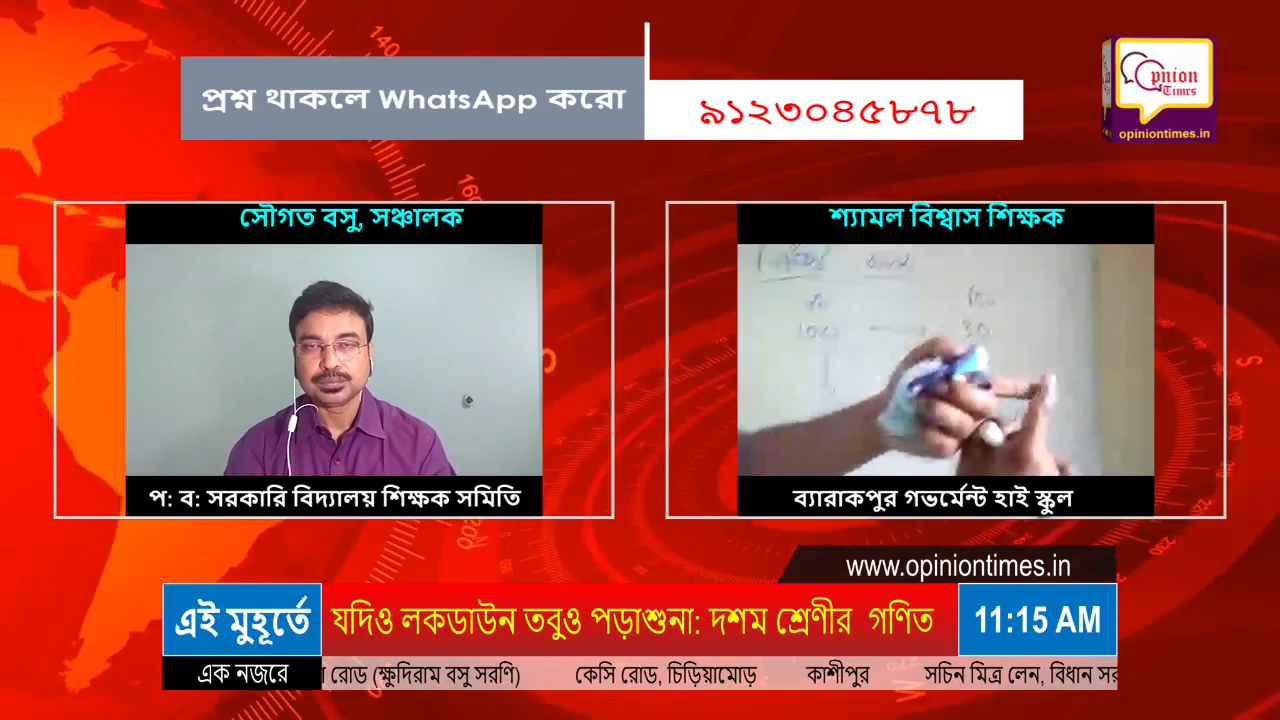 প্রশ্ন থাকলে WhatsApp করো
৯১২৩০৪৫৮৭৮
Opinion
Times
opiniontimes.in
সৌগত বসু, সঞ্চালক
শ্যামল বিশ্বাস শিক্ষক
প: ব: সরকারি বিদ্যালয় শিক্ষক সমিতি
ব্যারাকপুর গভর্মেন্ট হাই স্কুল
www.opiniontimes.in
এই মুহূর্তে
যদিও লকডাউন তবুও পড়াশুনা: দশম শ্রেণীর গণিত
11:15 AM
এক নজরে
রোড (ক্ষুদিরাম বসু সরণি) কেসি রোড, চিড়িয়ামোড় কাশীপুর সচিন মিত্র লেন, বিধান